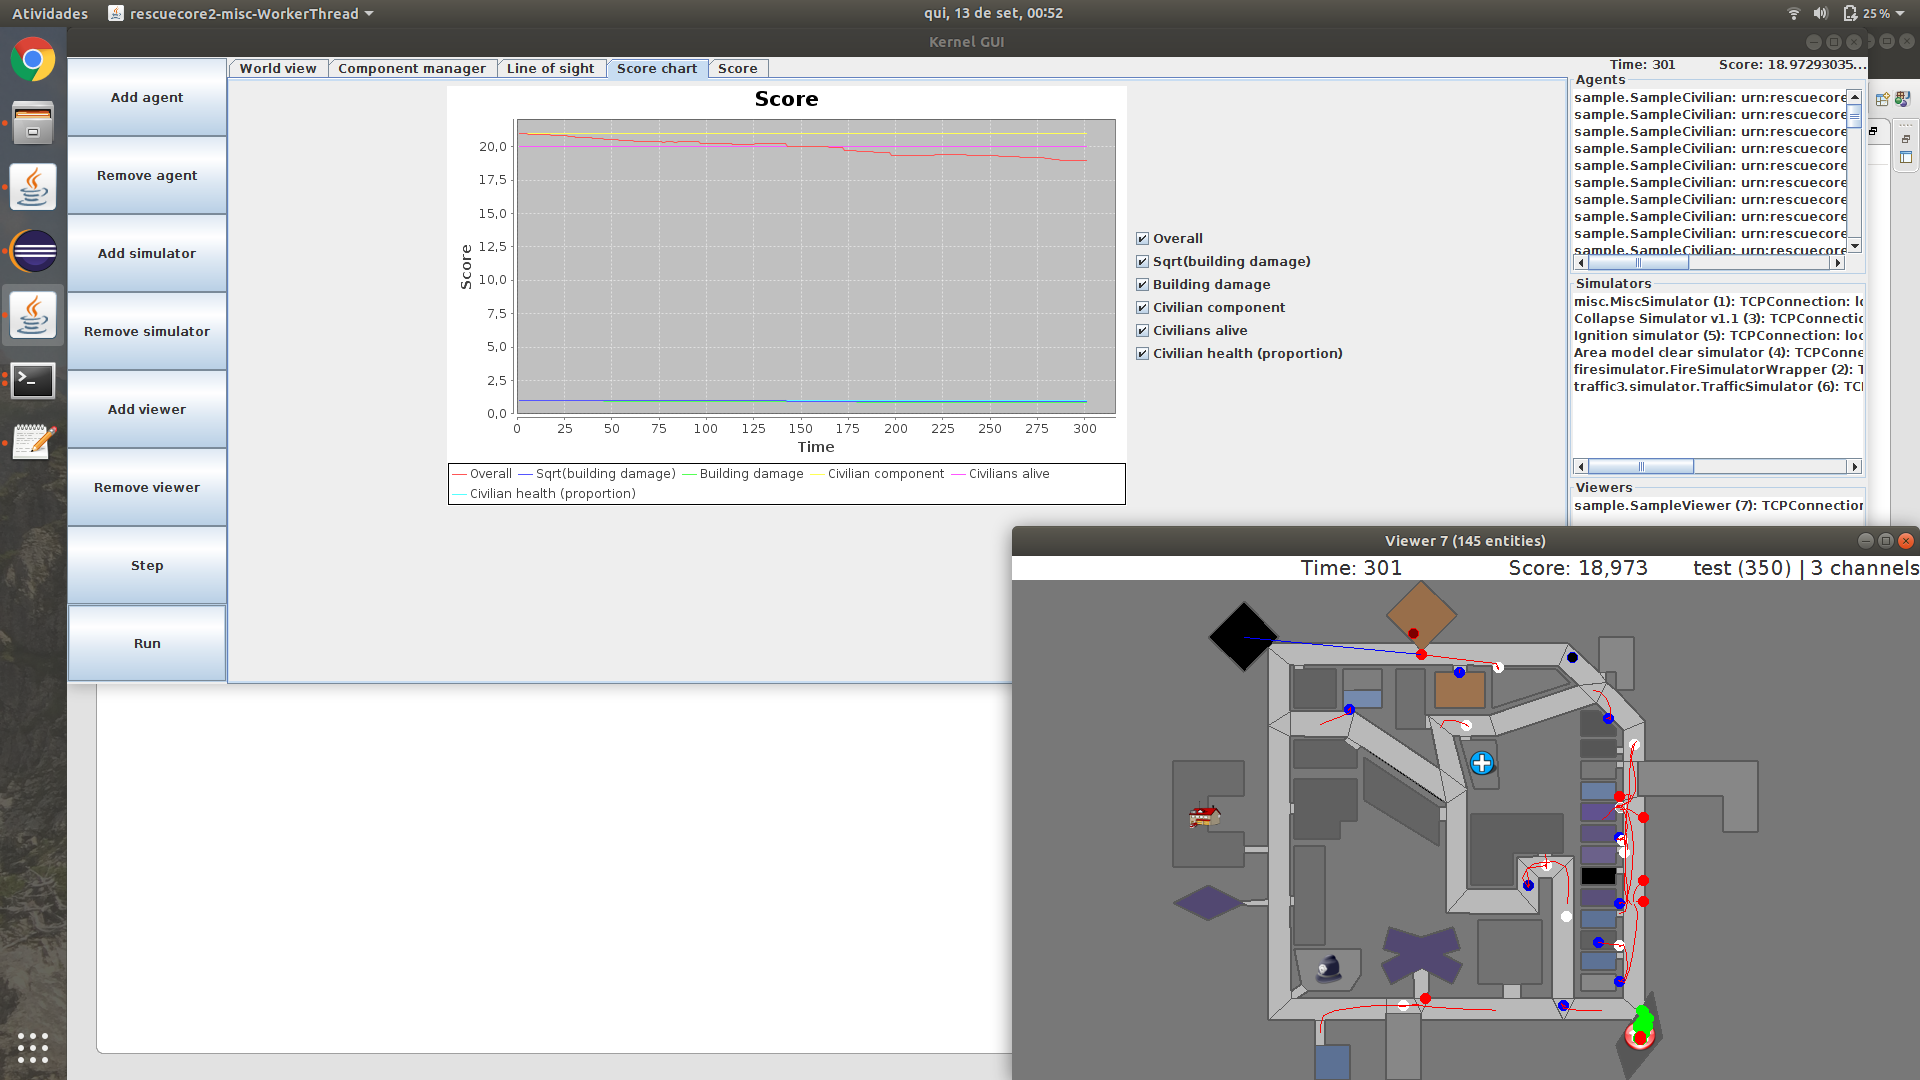 Atividades
rescuecore2-misc-WorkerThread
qui, 13 de set, 00:52
25%
Kernel GUI
Add agent
Remove agent
Add simulator
Remove simulator
Add viewer
Remove viewer
Step
Run
World view
Component manager
Line of sight
Score chart
Score
Time: 301
Score: 18.97293035...
Score
Score
20,0
17,5
15,0
12,5
10,0
7,5
5,0
2,5
0,0
0 25 50 75 100 125 150 175 200 225 250 275 300
Time
Overall Sqrt(building damage) Building damage Civilian component Civilians alive
Civilian health (proportion)
Overall
Sqrt(building damage)
Building damage
Civilian component
Civilians alive
Civilian health (proportion)
Agents
sample.SampleCivilian: urn:rescuecore
sample.SampleCivilian: urn:rescuecore
sample.SampleCivilian: urn:rescuecore
sample.SampleCivilian: urn:rescuecore
sample.SampleCivilian: urn:rescuecore
sample.SampleCivilian: urn:rescuecore
sample.SampleCivilian: urn:rescuecore
sample.SampleCivilian: urn:rescuecore
sample.SampleCivilian: urn:rescuecore
sample.SampleCivilian: urn:rescuecore
Simulators
misc.MiscSimulator (1): TCPConnection: lo
Collapse Simulator v1.1 (3): TCPConnectio
Ignition simulator (5): TCPConnection: loc
Area model clear simulator (4): TCPConne
firesimulator.FireSimulatorWrapper (2): T
traffic3.simulator.TrafficSimulator (6): TCI
Viewers
sample.SampleViewer (7): TCPConnection
Viewer 7 (145 entities)
Time: 301
Score: 18,973
test (350) | 3 channels